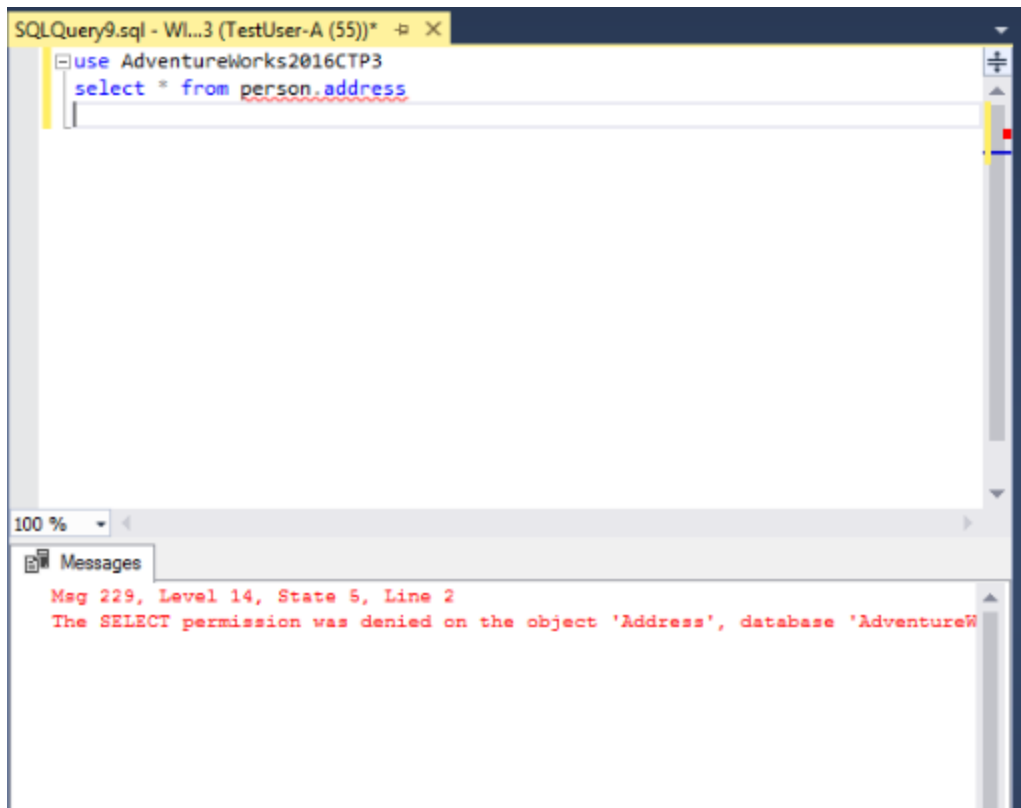 SQLQuery9.sql - WI...3 (TestUser-A (55))*
use AdventureWorks2016CTP3
select * from person.address
100 %
Messages
Msg 229, Level 14, State 5, Line 2
The SELECT permission was denied on the object 'Address', database 'AdventureW